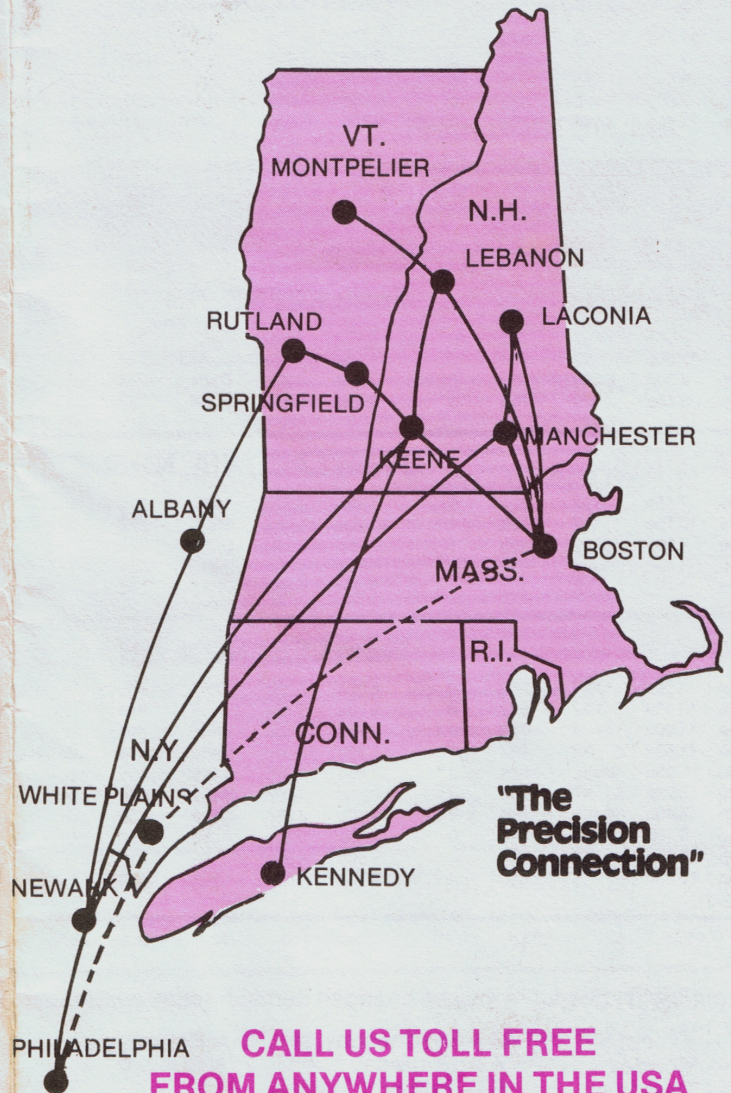 VT.
MONTPELIER
N.H.
LEBANON
RUTLAND
LACONIA
SPRINGFIELD
KEENE
MANCHESTER
ALBANY
BOSTON
MASS.
R.I.
CONN.
N.Y
WHITE PLAINS
"The
Precision
Connection"
NEWARK
KENNEDY
PHILADELPHIA
CALL US TOLL FREE
FROM ANYWHERE IN THE USA